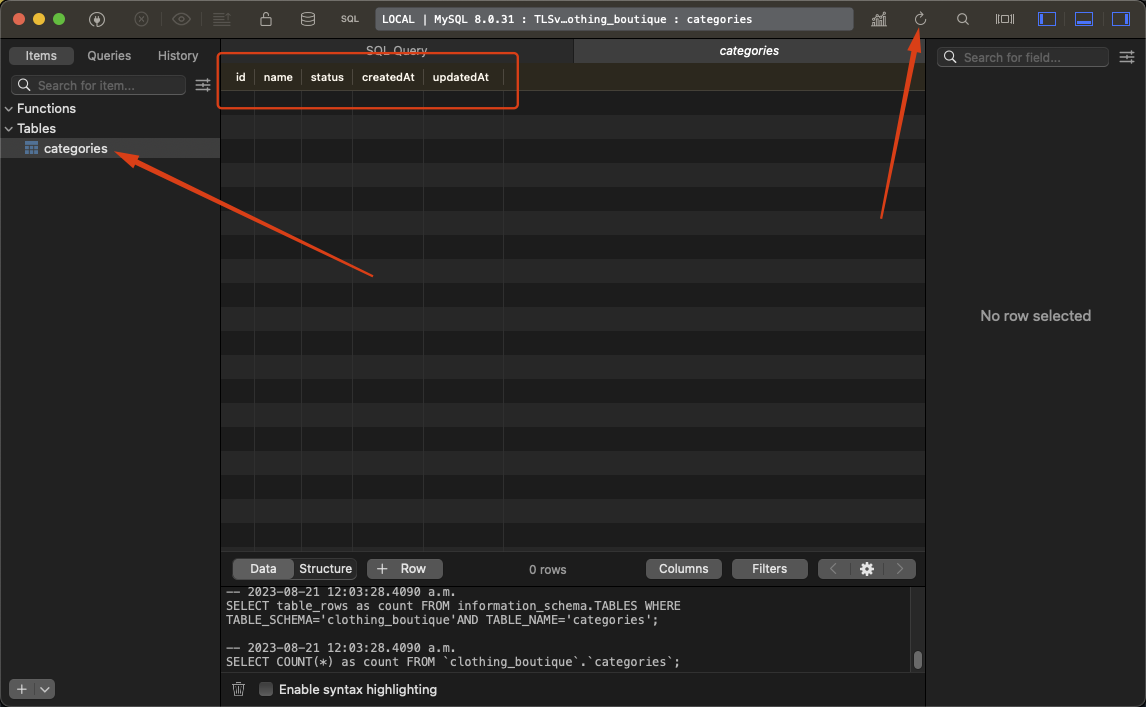 SQL
LOCAL | MySQL 8.0.31 : TLSv…othing_boutique : categories
Items
Queries
History
SQL Query
categories
Search for item...
Search for field...
id
name
status
createdAt
updatedAt
Functions
Tables
categories
No row selected
Data
Structure
+ Row
0 rows
Columns
Filters
-- 2023-08-21 12:03:28.4090 a.m.
SELECT table_rows as count FROM information_schema.TABLES WHERE
TABLE_SCHEMA='clothing_boutique'AND TABLE_NAME='categories';
-- 2023-08-21 12:03:28.4090 a.m.
SELECT COUNT(*) as count FROM `clothing_boutique`.`categories`;
Enable syntax highlighting